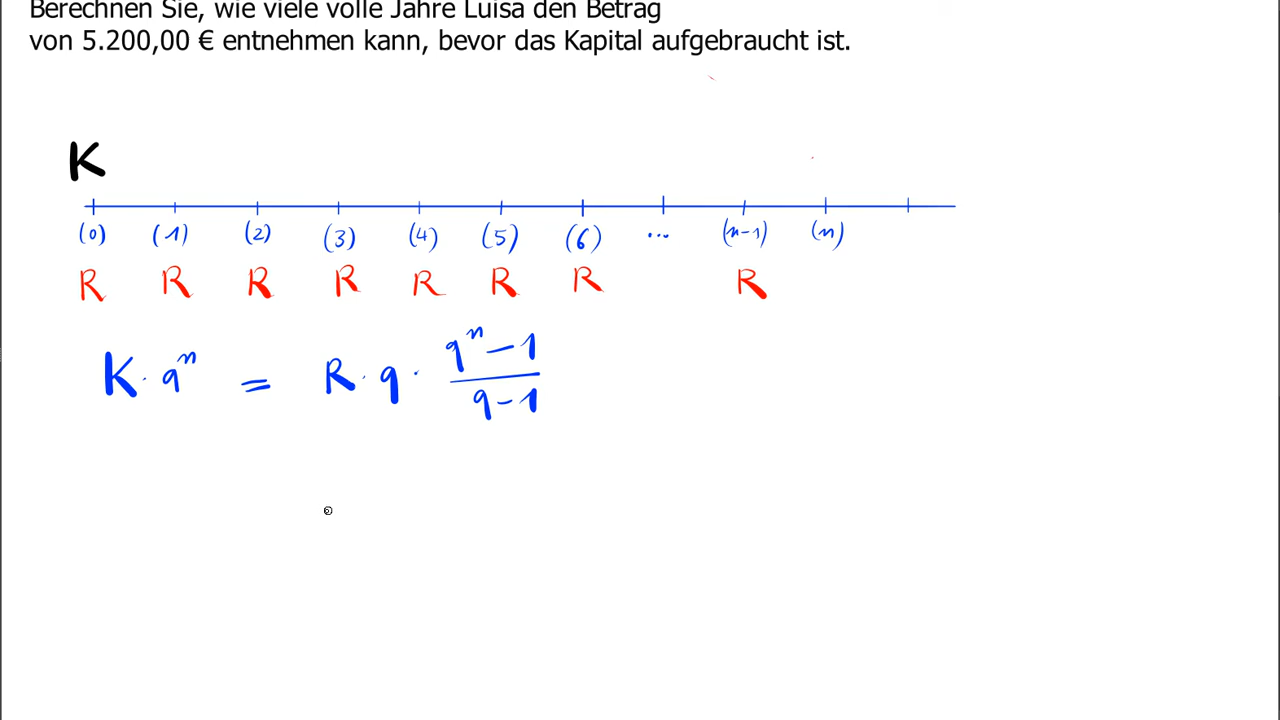 Berechnen Sie, wie viele volle Jahre Luisa den Betrag
von 5.200,00 € entnehmen kann, bevor das Kapital aufgebraucht ist.
K
(0) (1) (2) (3) (4) (5) (6) ... (n-1) (n)
R R R R R R R R
K · q^n = R · q · (q^n - 1) / (q - 1)